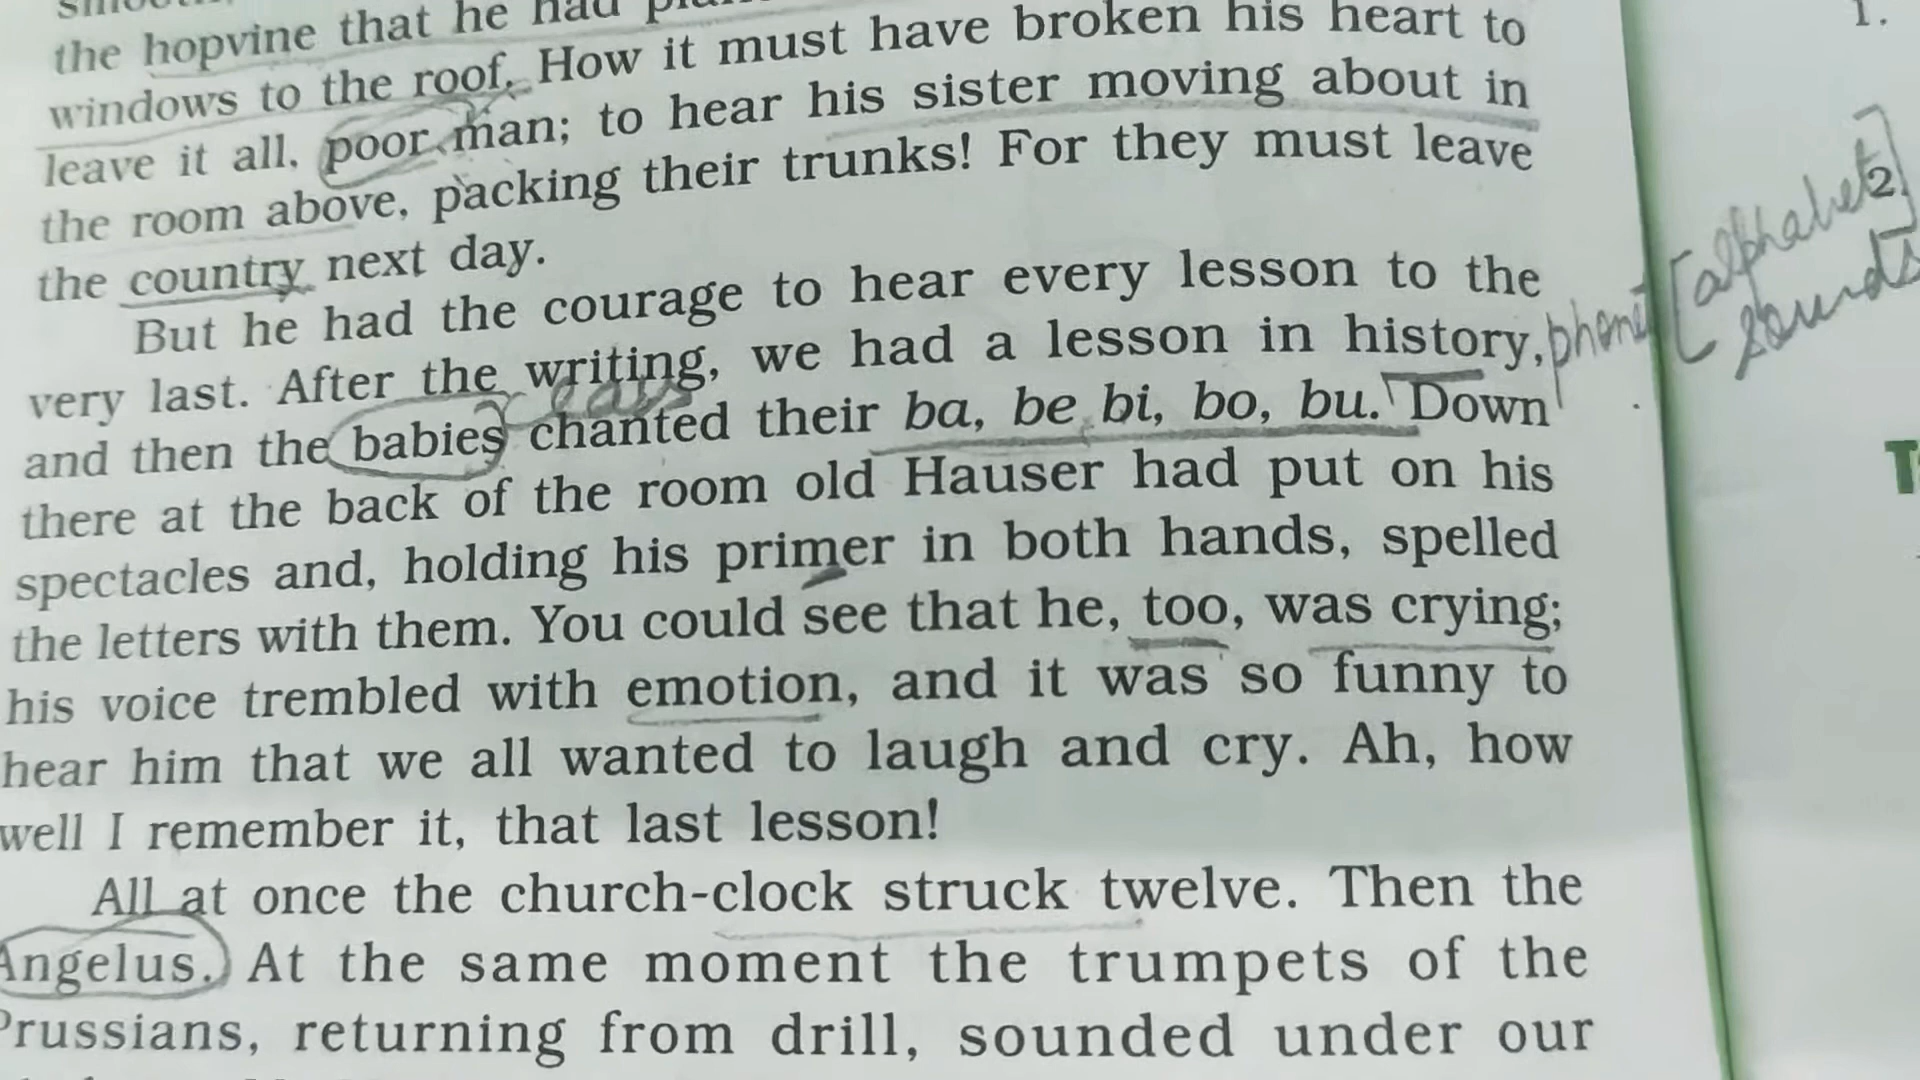 the hopvine that he had
windows to the roof. How it must have broken his heart to
leave it all, poor man; to hear his sister moving about in
the room above, packing their trunks! For they must leave
the country next day.
But he had the courage to hear every lesson to the
very last. After the writing, we had a lesson in history,
and then the babies chanted their ba, be bi, bo, bu. Down
there at the back of the room old Hauser had put on his
spectacles and, holding his primer in both hands, spelled
the letters with them. You could see that he, too, was crying;
his voice trembled with emotion, and it was so funny to
hear him that we all wanted to laugh and cry. Ah, how
well I remember it, that last lesson!
All at once the church-clock struck twelve. Then the
Angelus. At the same moment the trumpets of the
Prussians, returning from drill, sounded under our
1.
2
[alphabet]
sounds